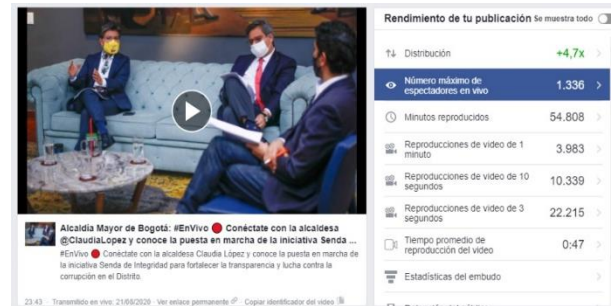 Rendimiento de tu publicación Se muestra todo
Distribución +4,7x
Número máximo de
espectadores en vivo 1.336
Minutos reproducidos 54.808
Reproducciones de video de 1
minuto 3.983
Reproducciones de video de 10
segundos 10.339
Reproducciones de video de 3
segundos 22.215
Tiempo promedio de
reproducción del video 0:47
Estadísticas del embudo
Alcaldía Mayor de Bogotá: #EnVivo 🔴 Conéctate con la alcaldesa
@ClaudiaLopez y conoce la puesta en marcha de la iniciativa Senda ...
#EnVivo 🔴 Conéctate con la alcaldesa Claudia López y conoce la puesta en marcha de
la iniciativa Senda de Integridad para fortalecer la transparencia y lucha contra la
corrupción en el Distrito.
23:43 · Transmitido en vivo: 21/08/2020 · Ver enlace permanente · Copiar identificador del video